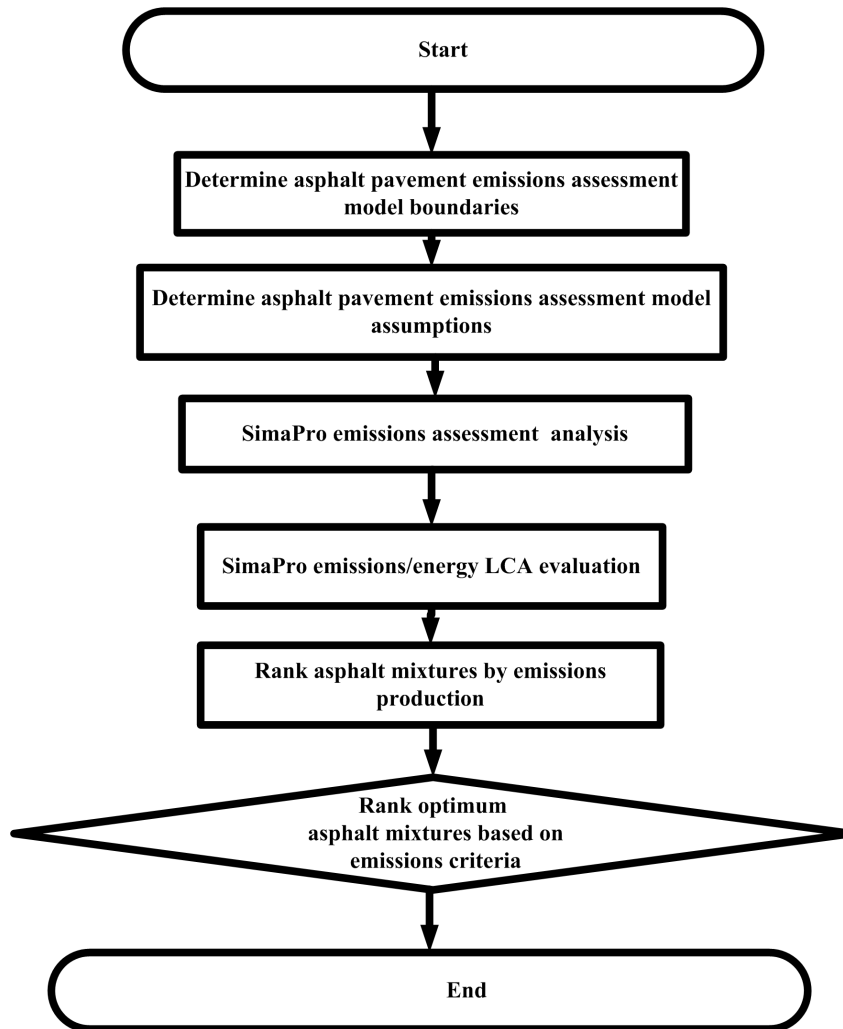 Start
Determine asphalt pavement emissions assessment
model boundaries
Determine asphalt pavement emissions assessment model
assumptions
SimaPro emissions assessment  analysis
SimaPro emissions/energy LCA evaluation
Rank asphalt mixtures by emissions
production
Rank optimum
asphalt mixtures based on
emissions criteria
End